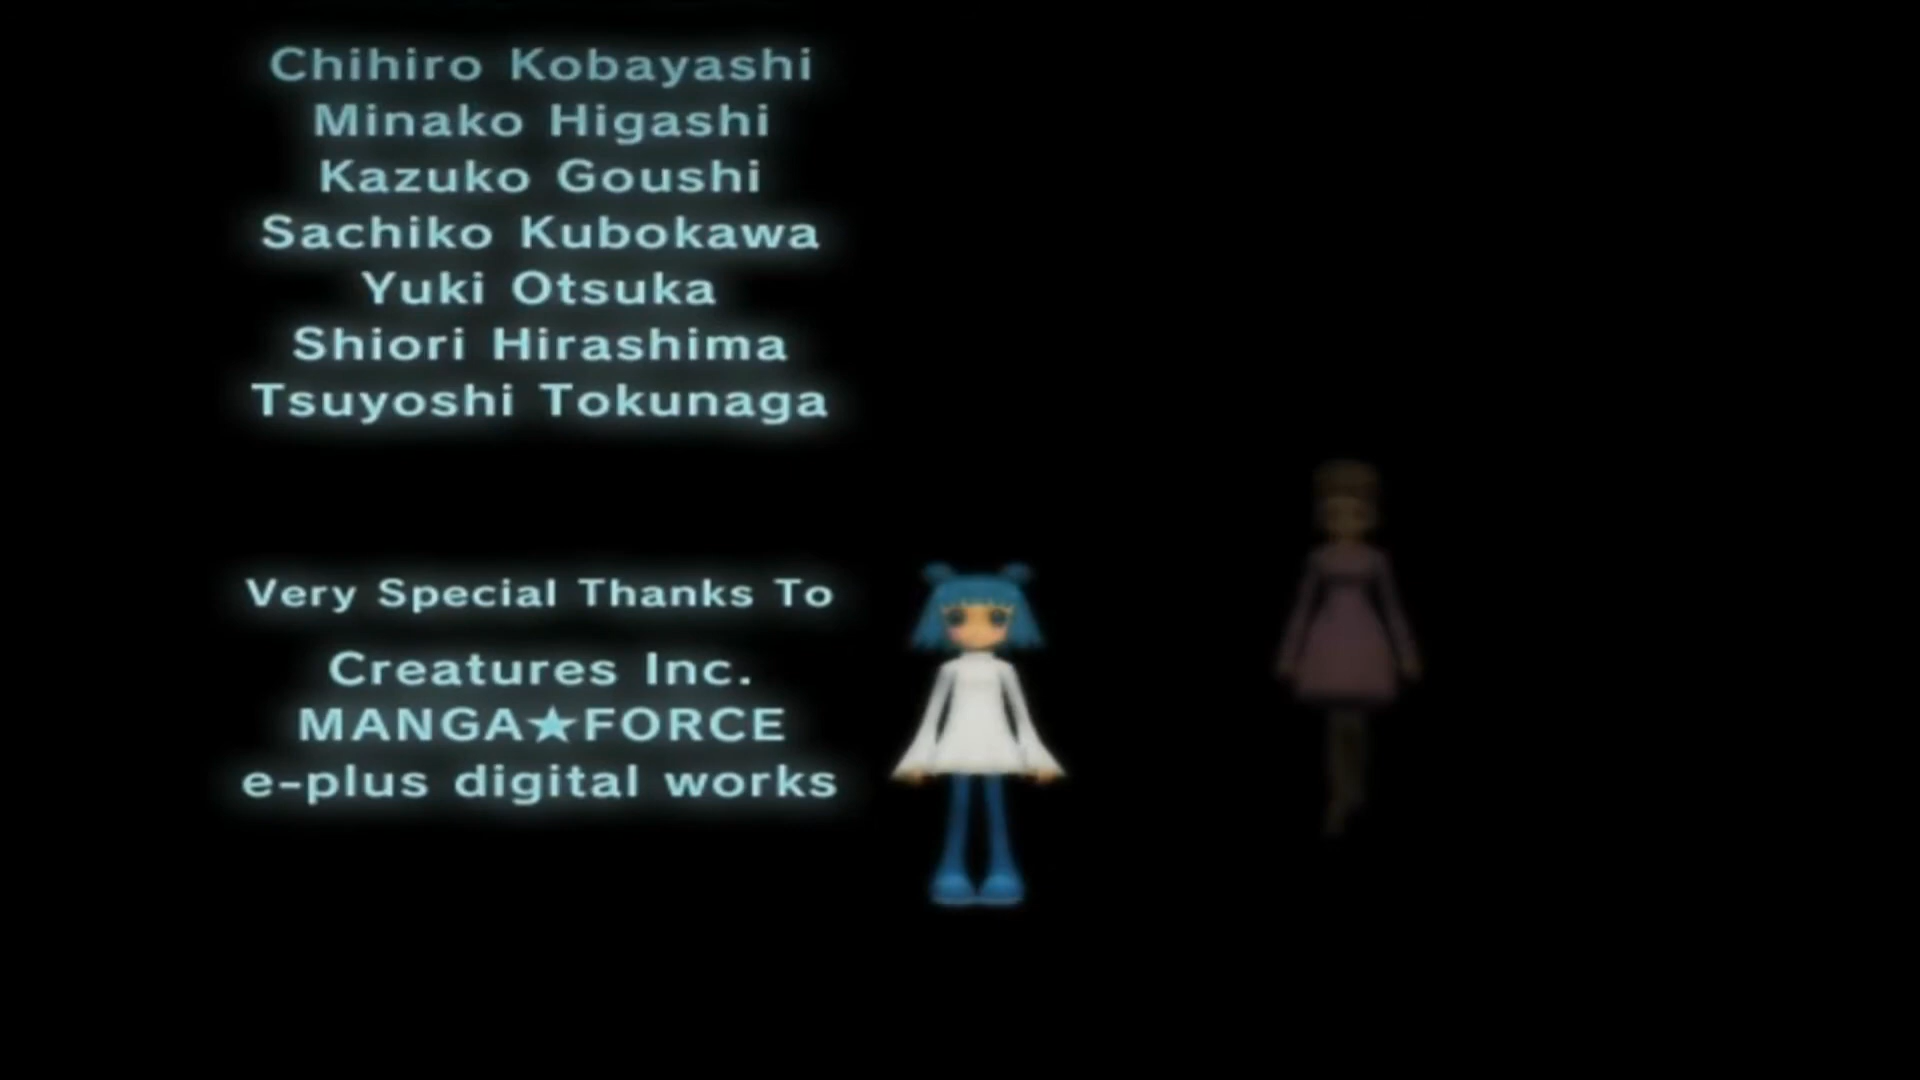 Chihiro Kobayashi
Minako Higashi
Kazuko Goushi
Sachiko Kubokawa
Yuki Otsuka
Shiori Hirashima
Tsuyoshi Tokunaga
Very Special Thanks To
Creatures Inc.
MANGA★FORCE
e-plus digital works